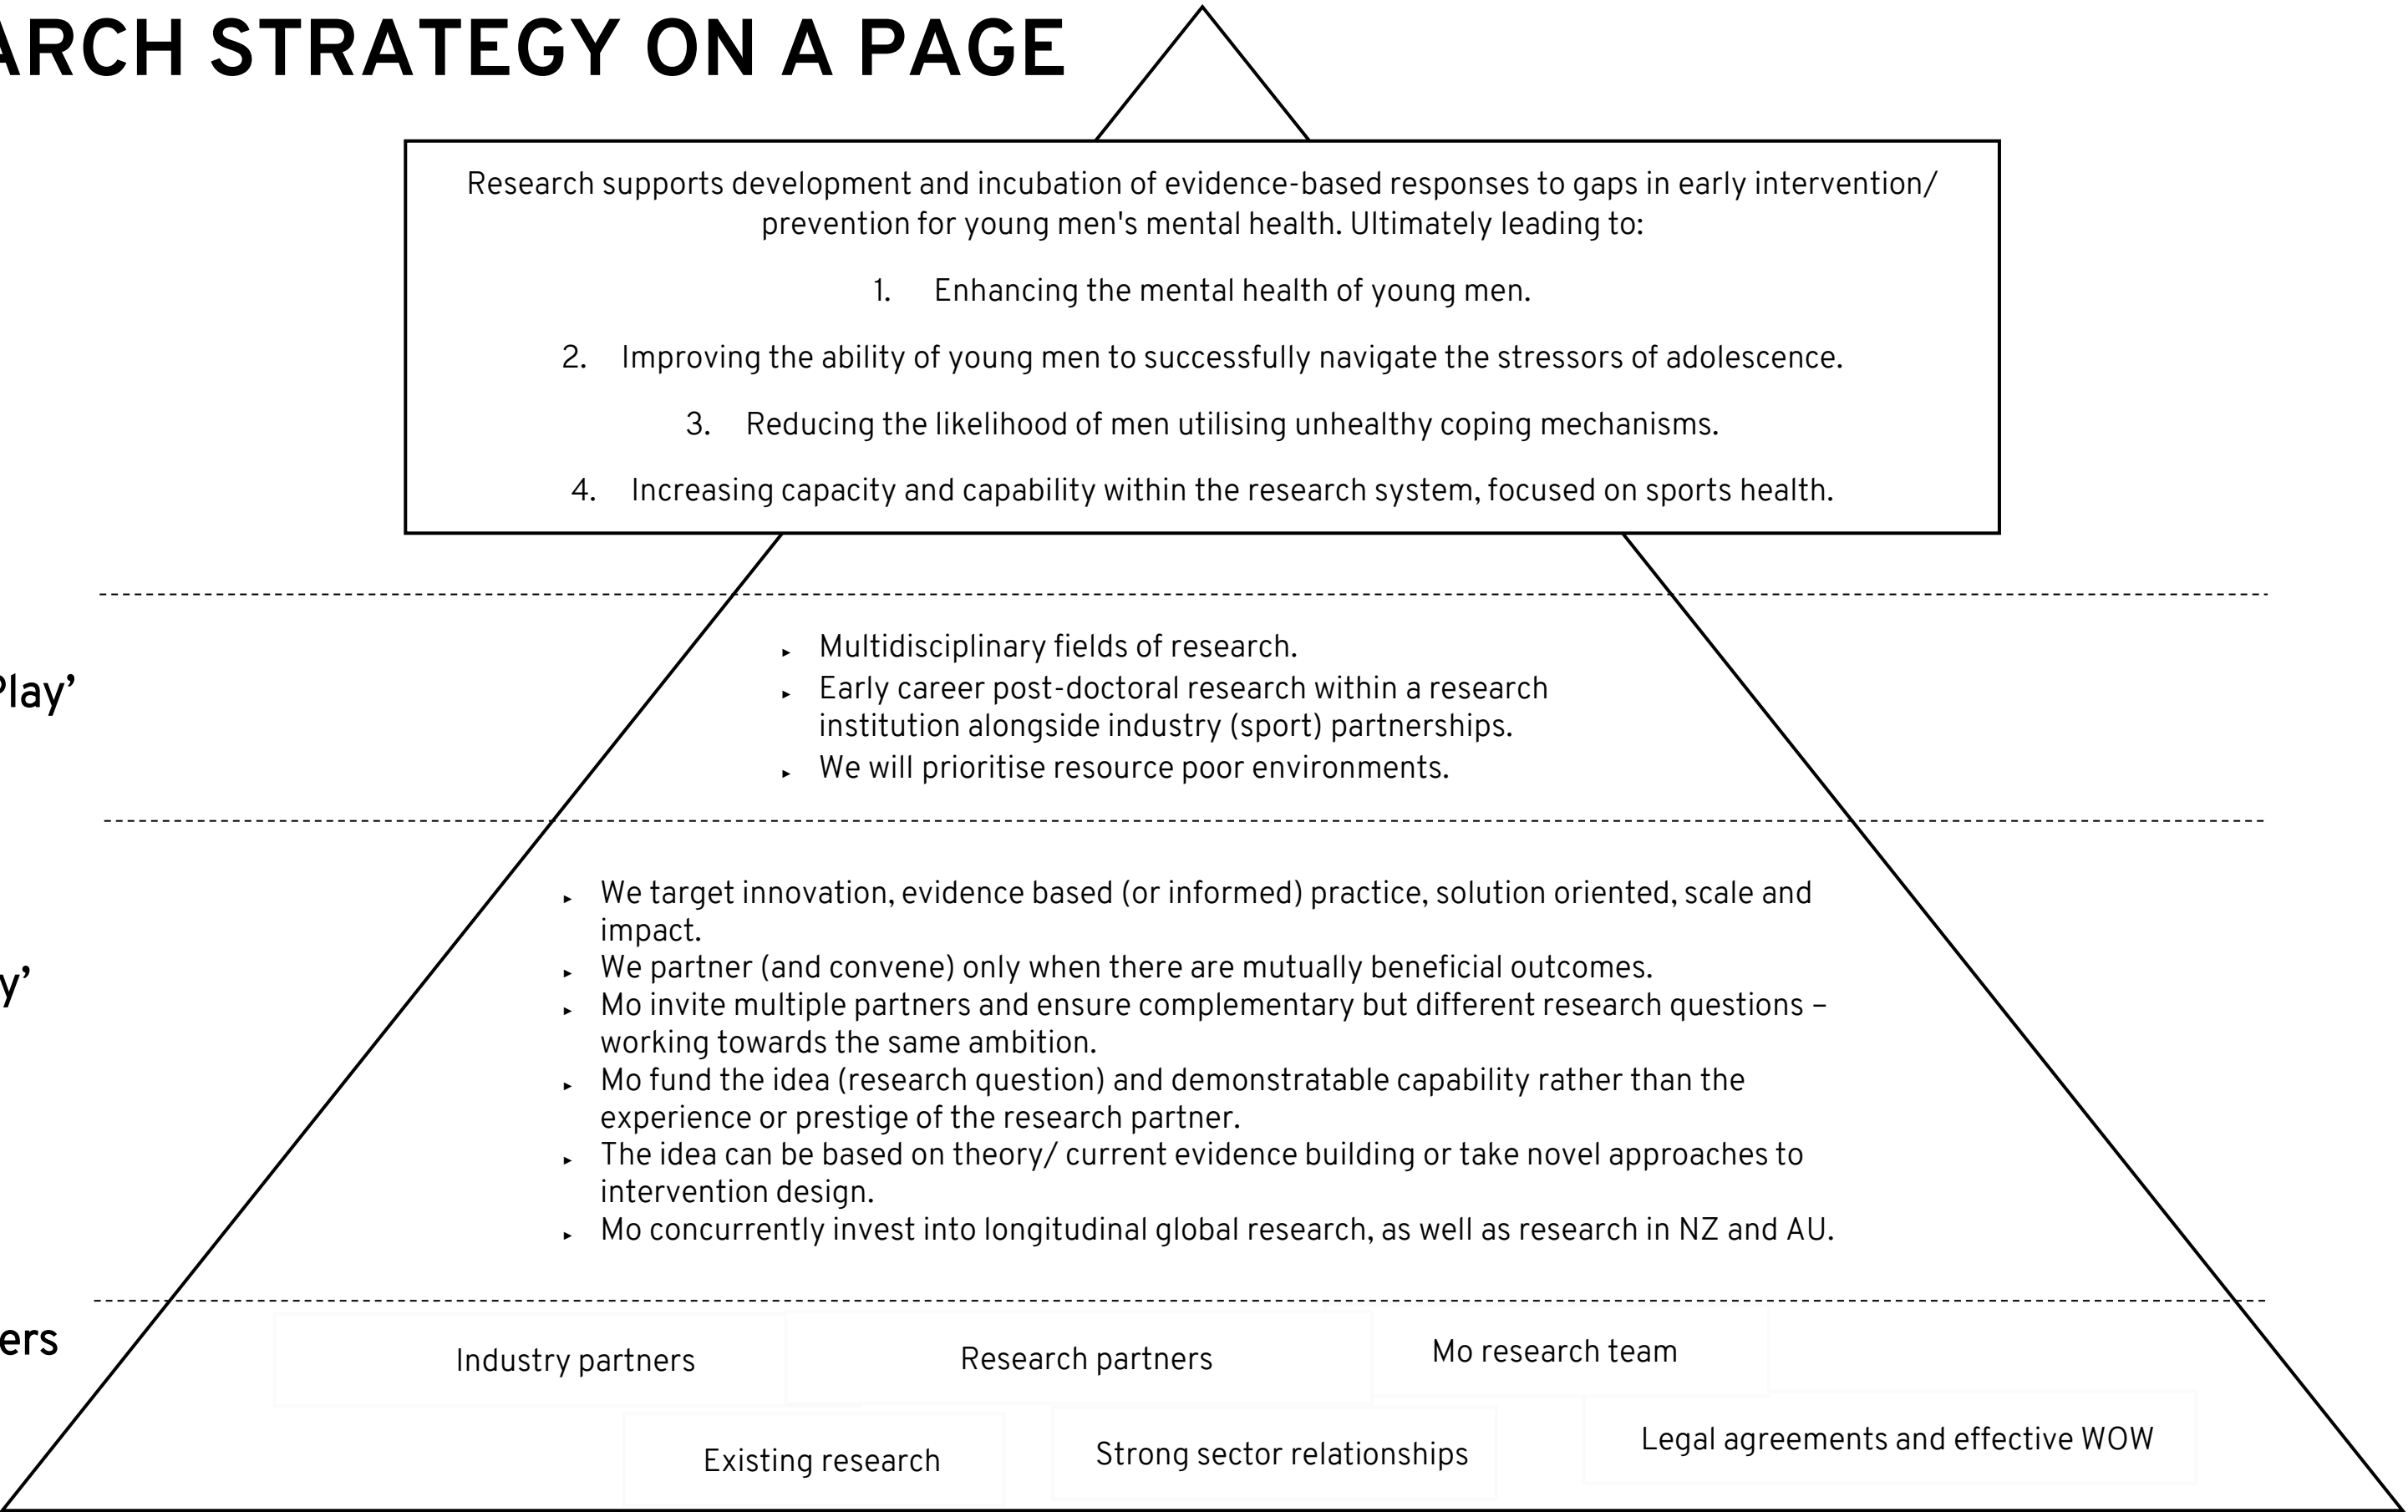 ARCH STRATEGY ON A PAGE
Research supports development and incubation of evidence-based responses to gaps in early intervention/
prevention for young men's mental health. Ultimately leading to:
1. Enhancing the mental health of young men.
2. Improving the ability of young men to successfully navigate the stressors of adolescence.
3. Reducing the likelihood of men utilising unhealthy coping mechanisms.
4. Increasing capacity and capability within the research system, focused on sports health.
Play’
▸ Multidisciplinary fields of research.
▸ Early career post-doctoral research within a research
institution alongside industry (sport) partnerships.
▸ We will prioritise resource poor environments.
y’
▸ We target innovation, evidence based (or informed) practice, solution oriented, scale and
impact.
▸ We partner (and convene) only when there are mutually beneficial outcomes.
▸ Mo invite multiple partners and ensure complementary but different research questions –
working towards the same ambition.
▸ Mo fund the idea (research question) and demonstratable capability rather than the
experience or prestige of the research partner.
▸ The idea can be based on theory/ current evidence building or take novel approaches to
intervention design.
▸ Mo concurrently invest into longitudinal global research, as well as research in NZ and AU.
ers
Industry partners
Research partners
Mo research team
Existing research
Strong sector relationships
Legal agreements and effective WOW